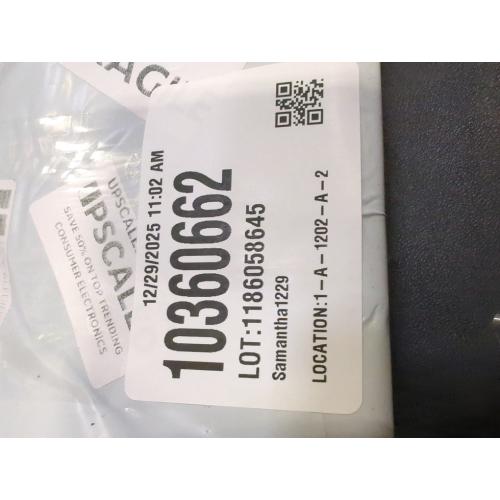 12/29/2025 11:02 AM
10360662
LOT:1186058645
Samantha1229
LOCATION:1-A-1202-A-2
UPSCALE
UPSCALE
SAVE 50% ON TOP TRENDING
CONSUMER ELECTRONICS